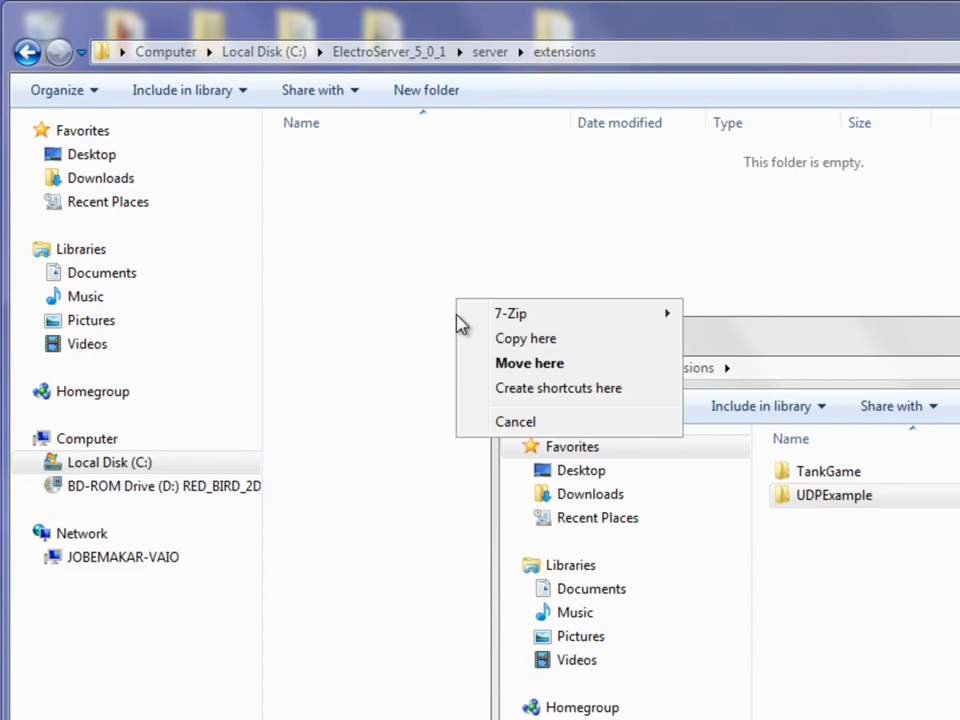 Computer Local Disk (C:) ElectroServer_5_0_1 server extensions
Organize Include in library Share with New folder
Name Date modified Type Size
This folder is empty.
Favorites
Desktop
Downloads
Recent Places
Libraries
Documents
Music
Pictures
Videos
Homegroup
Computer
Local Disk (C:)
BD-ROM Drive (D:) RED_BIRD_2D
Network
JOBEMAKAR-VAIO
7-Zip
Copy here
Move here
Create shortcuts here
Cancel
sions
Include in library Share with
Name
TankGame
UDPExample
Favorites
Desktop
Downloads
Recent Places
Libraries
Documents
Music
Pictures
Videos
Homegroup